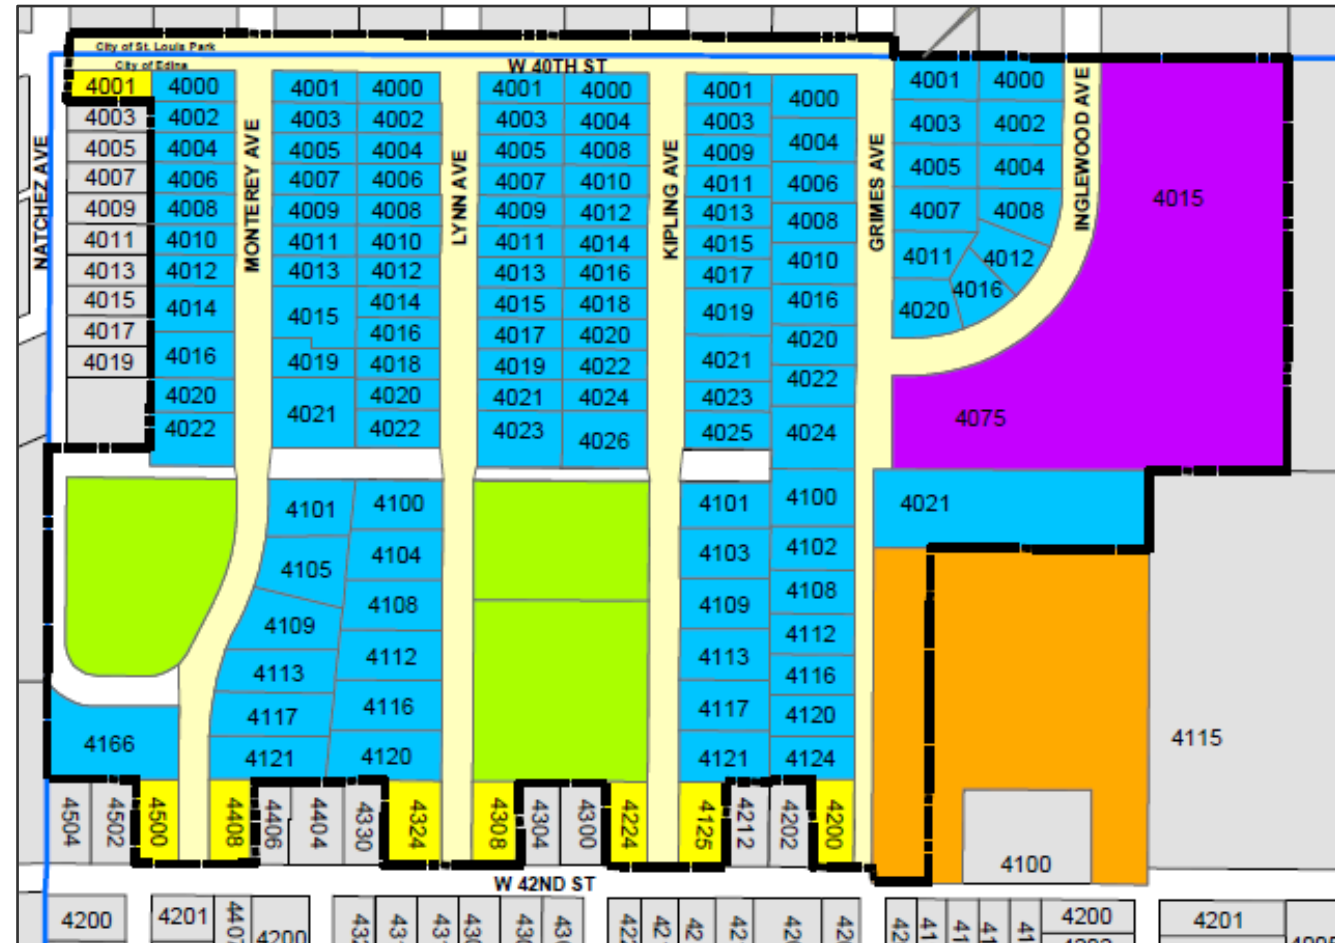 City of St. Louis Park
City of Edina
W 40TH ST
NATCHEZ AVE
MONTEREY AVE
LYNN AVE
KIPLING AVE
GRIMES AVE
INGLEWOOD AVE
4001 4000 4001 4000 4001 4000 4001 4000 4001 4000
4003 4002 4003 4002 4003 4004 4003 4004 4003 4002
4005 4004 4005 4004 4005 4008 4009 4006 4005 4004
4007 4006 4007 4006 4007 4010 4011 4008 4007 4008 4015
4009 4008 4009 4008 4009 4012 4013 4010 4011 4012
4011 4010 4011 4010 4011 4014 4015 4016 4020 4016
4013 4012 4013 4012 4013 4016 4017 4020
4015 4014 4015 4014 4015 4018 4019 4022
4017 4016 4019 4016 4017 4020 4021 4024 4075
4019 4020 4021 4018 4019 4022 4023
4022 4020 4021 4024 4025
4022 4023 4026
4101 4100 4101 4100 4021
4105 4104 4103 4102
4109 4108 4109 4108
4113 4112 4113 4112
4117 4116 4117 4116
4166 4121 4120 4121 4120 4124 4115
4504 4502 4500 4408 4406 4404 4330 4324 4308 4304 4300 4224 4125 4212 4202 4200 4100
W 42ND ST
4200 4201 4200 4200 4201